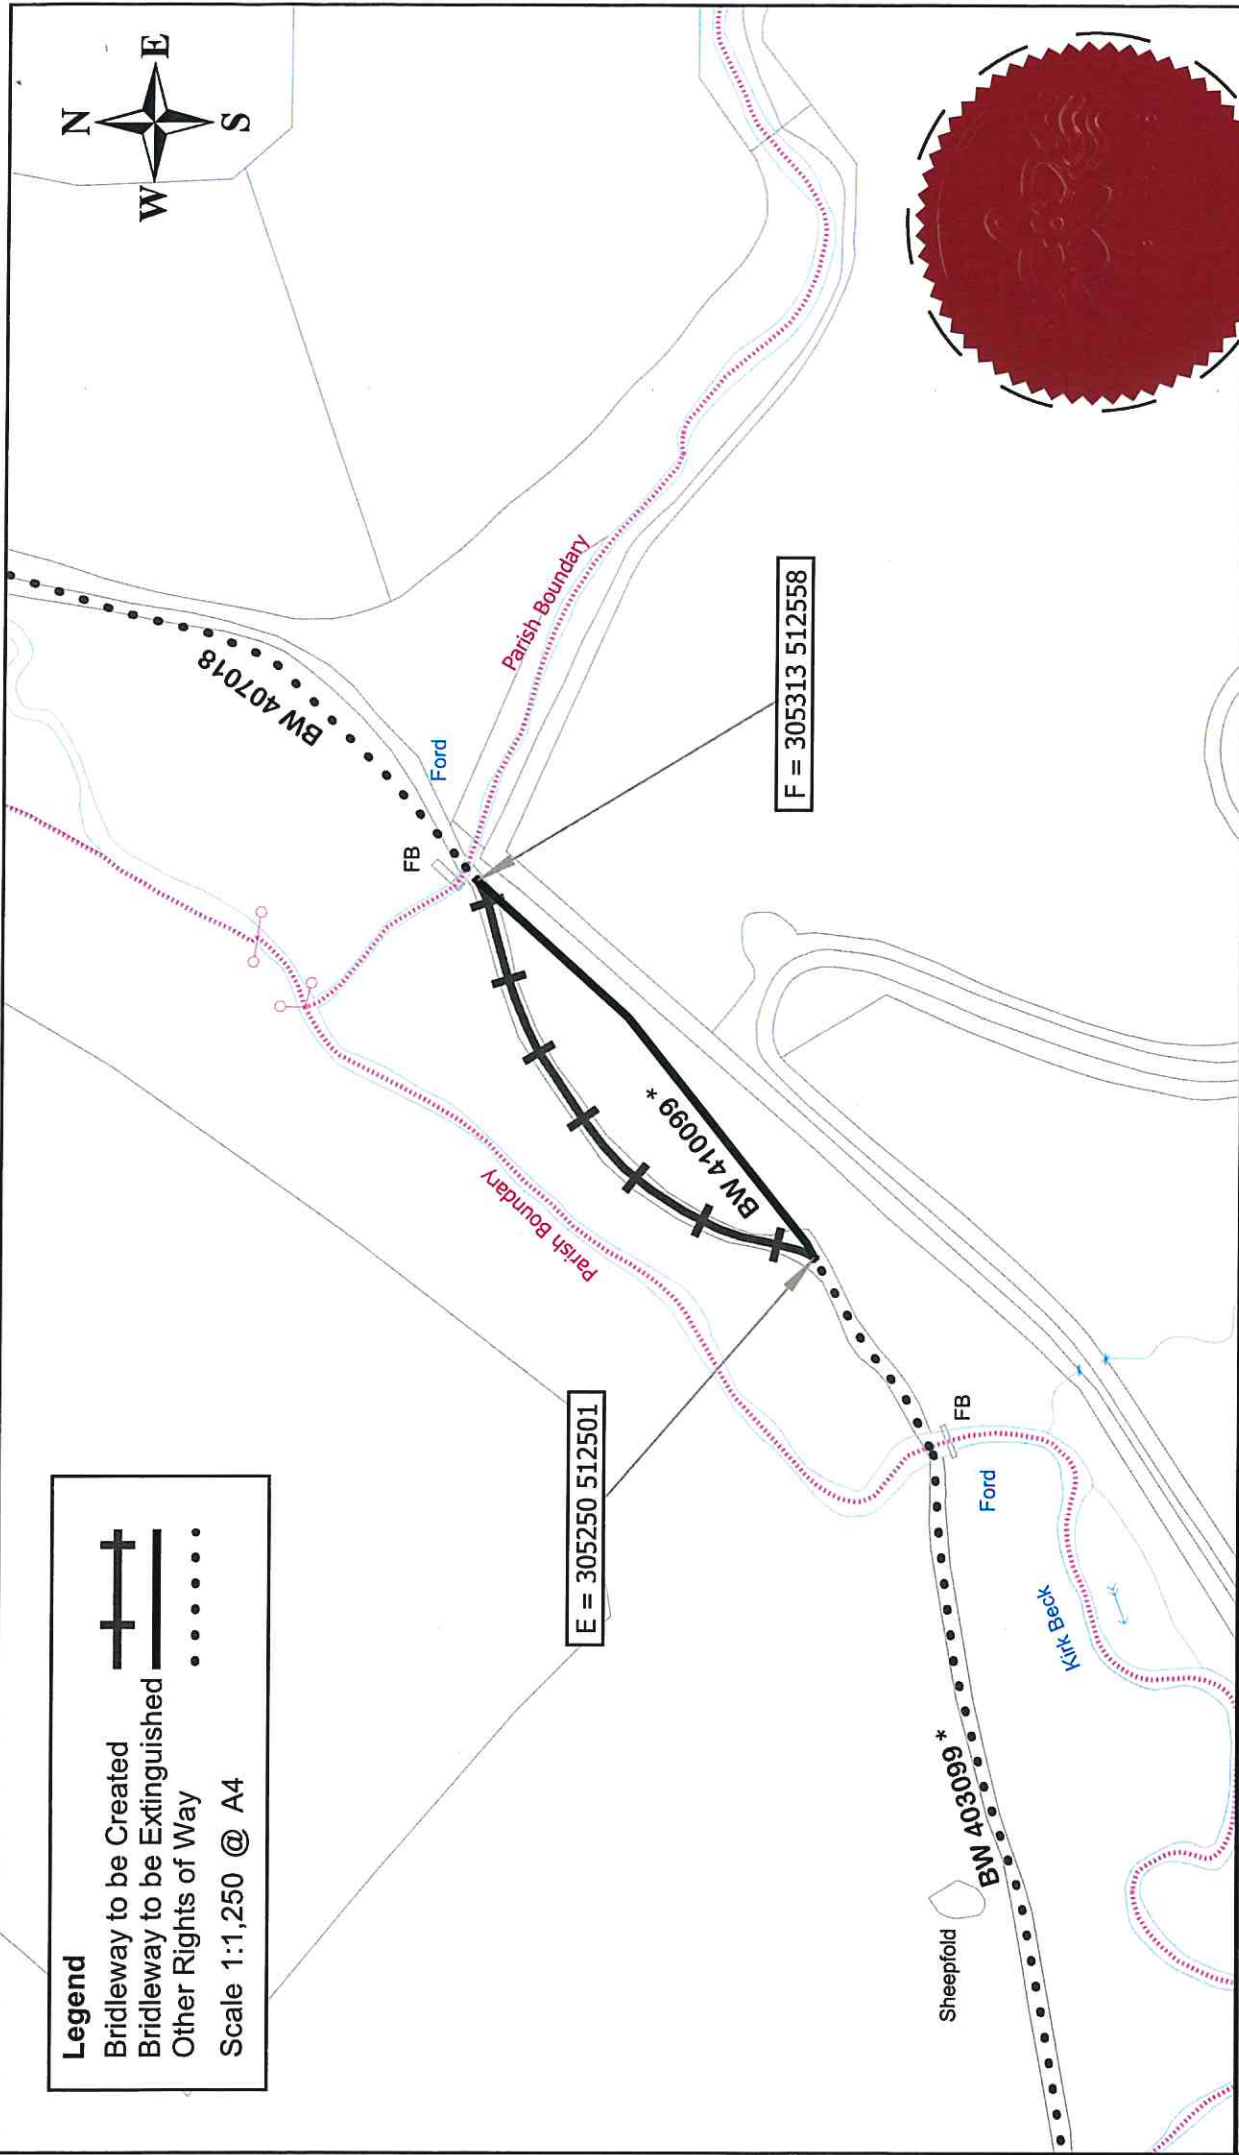 Legend
Bridleway to be Created
Bridleway to be Extinguished
Other Rights of Way
Scale 1:1,250 @ A4
N
W
E
S
BW 407018
Ford
FB
Parish Boundary
F = 305313 512558
Parish Boundary
BW 410099 *
E = 305250 512501
FB
Ford
Kirk Beck
BW 403099 *
Sheepfold